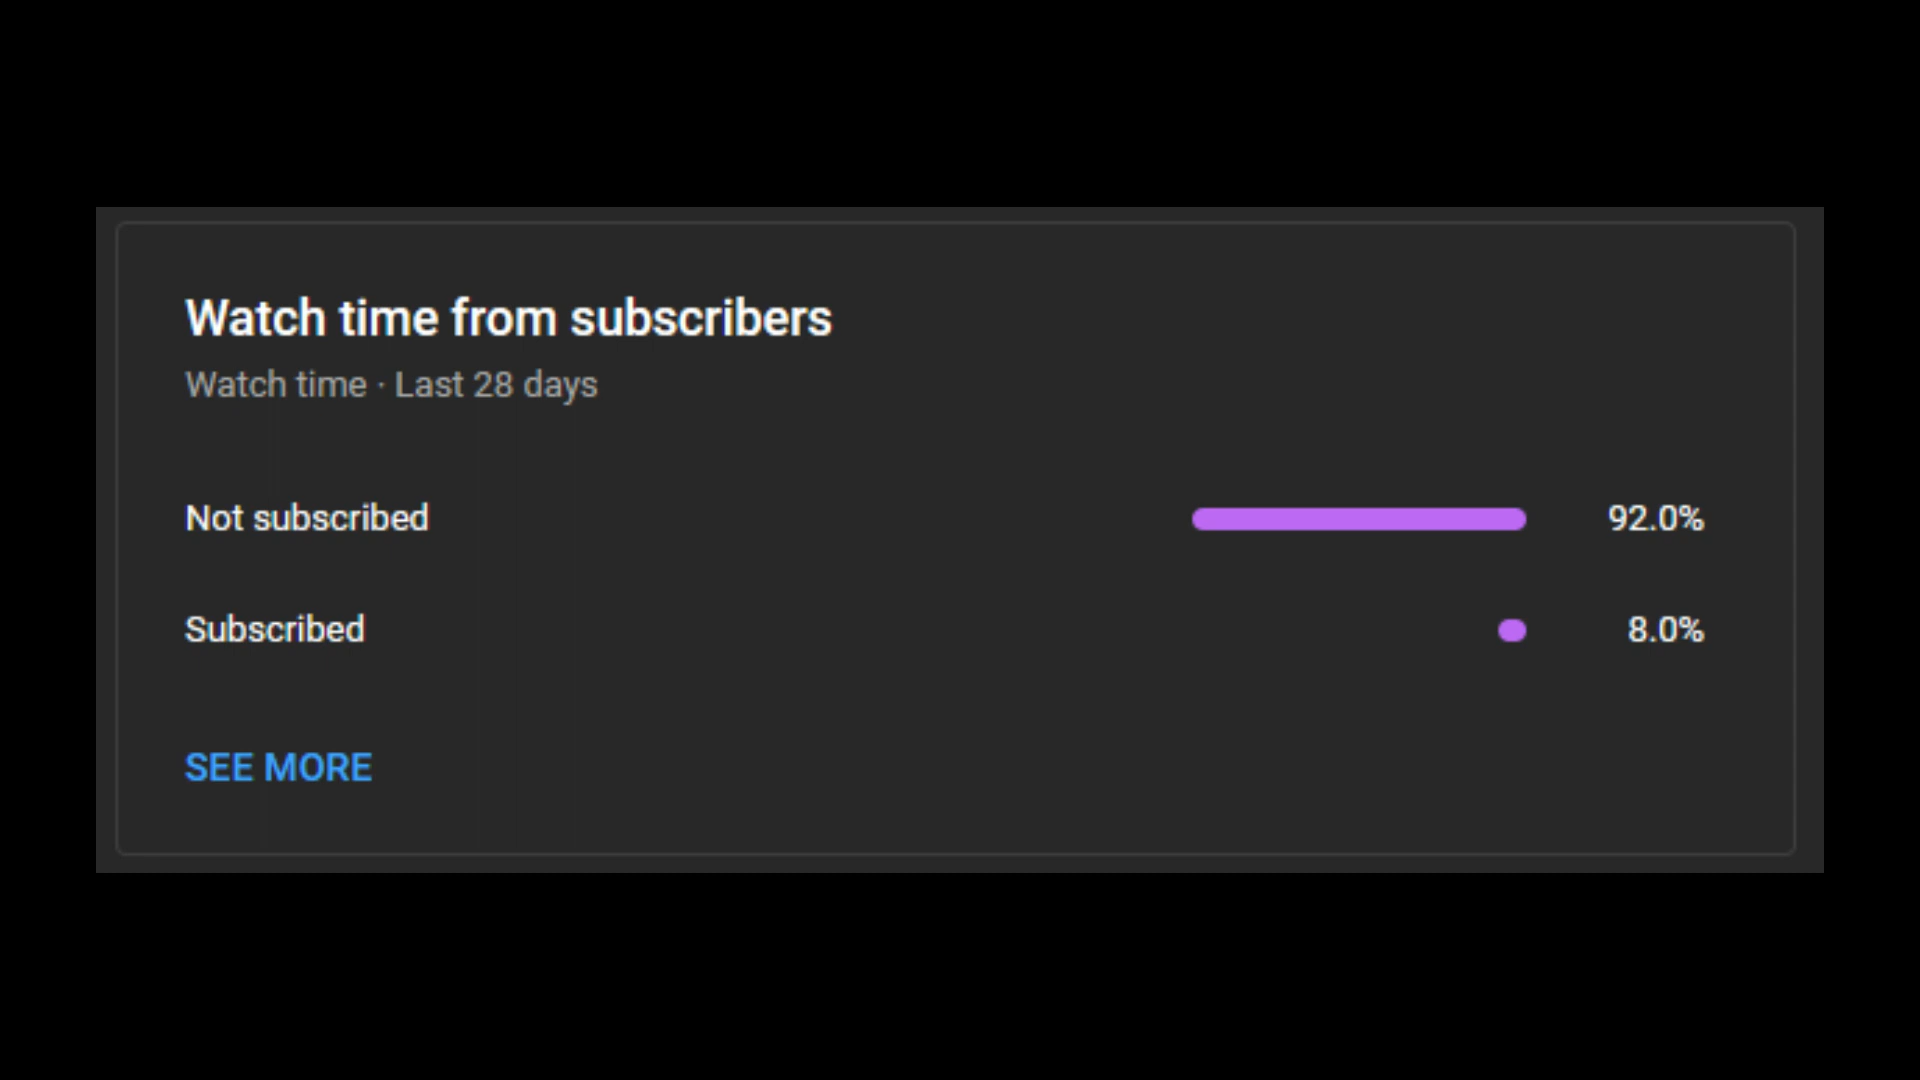 Watch time from subscribers
Watch time · Last 28 days
Not subscribed 92.0%
Subscribed 8.0%
SEE MORE